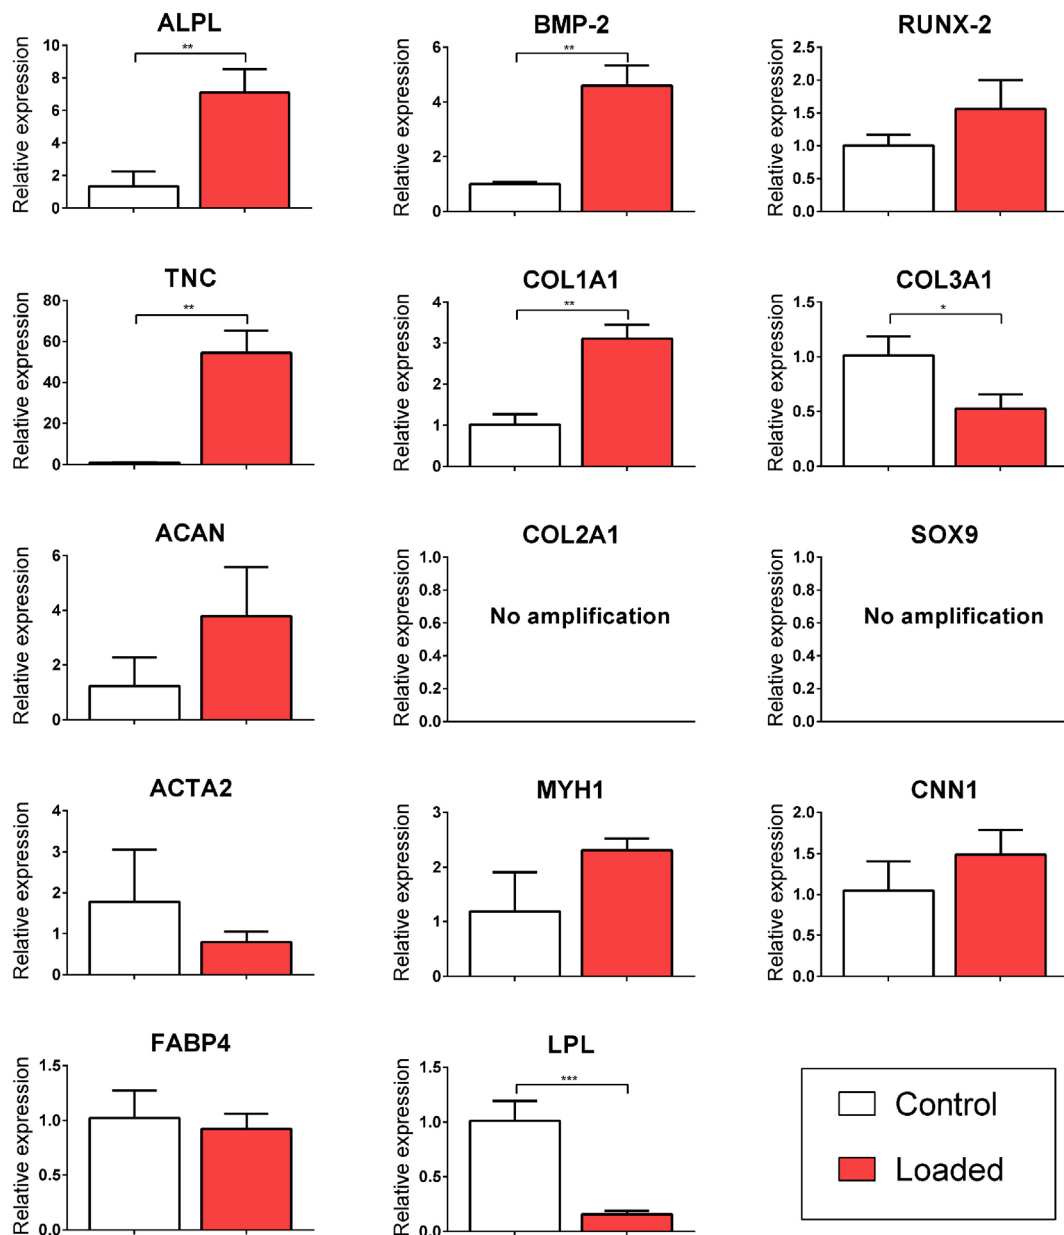 ALPL
Relative expression
10
8
6
4
2
0
**
BMP-2
Relative expression
6
4
2
0
**
RUNX-2
Relative expression
2.5
2.0
1.5
1.0
0.5
0.0
TNC
Relative expression
80
60
40
20
0
**
COL1A1
Relative expression
4
3
2
1
0
**
COL3A1
Relative expression
1.5
1.0
0.5
0.0
*
ACAN
Relative expression
6
4
2
0
COL2A1
Relative expression
1.0
0.8
0.6
0.4
0.2
0.0
No amplification
SOX9
Relative expression
1.0
0.8
0.6
0.4
0.2
0.0
No amplification
ACTA2
Relative expression
4
3
2
1
0
MYH1
Relative expression
3
2
1
0
CNN1
Relative expression
2.0
1.5
1.0
0.5
0.0
FABP4
Relative expression
1.5
1.0
0.5
0.0
LPL
Relative expression
1.5
1.0
0.5
0.0
***
Control
Loaded